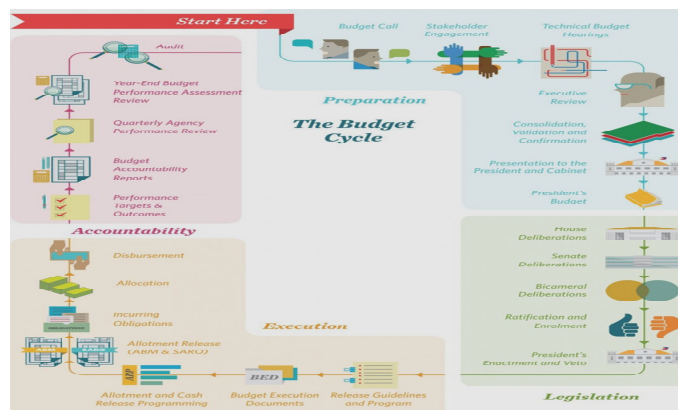 Start Here
Budget Call
Stakeholder
Engagement
Technical Budget
Hearings
Executive
Review
Consolidation,
Validation and
Confirmation
Presentation to the
President and Cabinet
President's
Budget
Preparation
The Budget
Cycle
House
Deliberations
Senate
Deliberations
Bicameral
Deliberations
Ratification and
Enrolment
President's
Enactment and Veto
Legislation
Release Guidelines
and Program
BED
Budget Execution
Documents
AIP
Allotment and Cash
Release Programming
Execution
Allotment Release
(ABM & SARO)
Incurring
Obligations
Allocation
Disbursement
Accountability
Performance
Targets &
Outcomes
Budget
Accountability
Reports
Quarterly Agency
Performance Review
Year-End Budget
Performance Assessment
Review
Audit